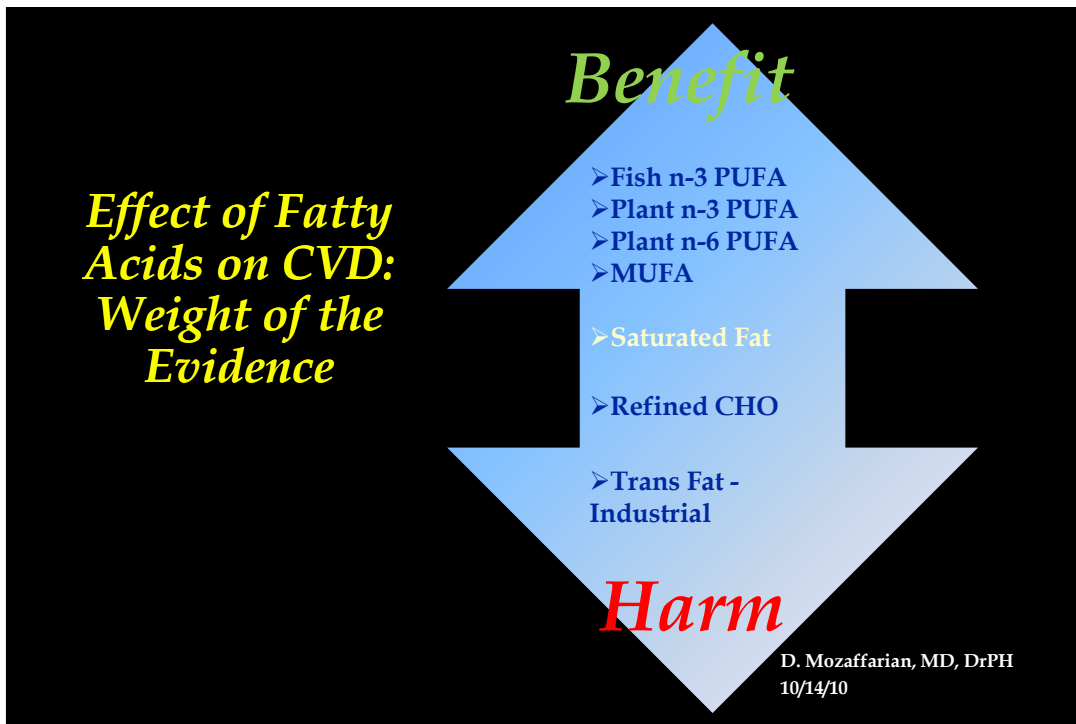 Effect of Fatty
Acids on CVD:
Weight of the
Evidence
Benefit
➢Fish n-3 PUFA
➢Plant n-3 PUFA
➢Plant n-6 PUFA
➢MUFA
➢Saturated Fat
➢Refined CHO
➢Trans Fat -
Industrial
Harm
D. Mozaffarian, MD, DrPH
10/14/10